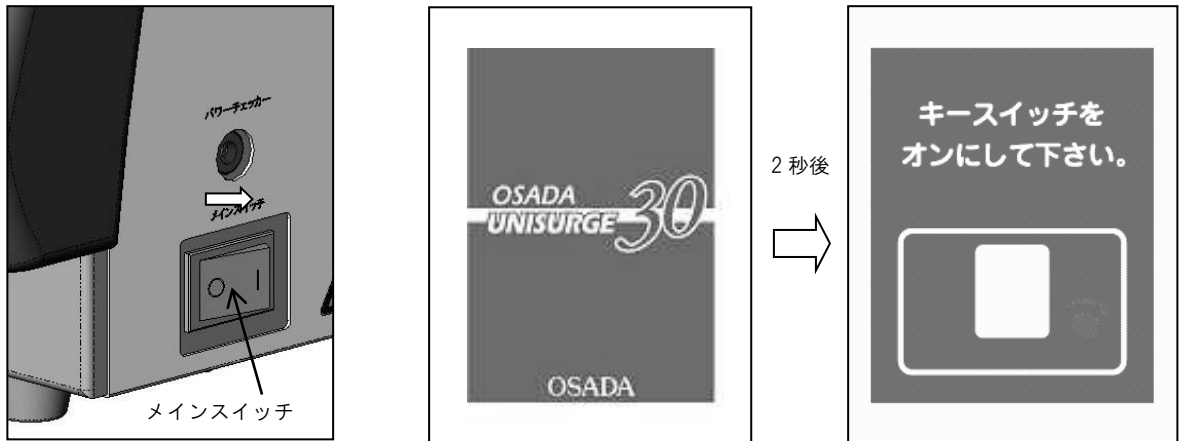 パワーチェッカー
メインスイッチ
メインスイッチ
OSADA
UNISURGE 30
OSADA
2秒後
キースイッチを
オンにして下さい。